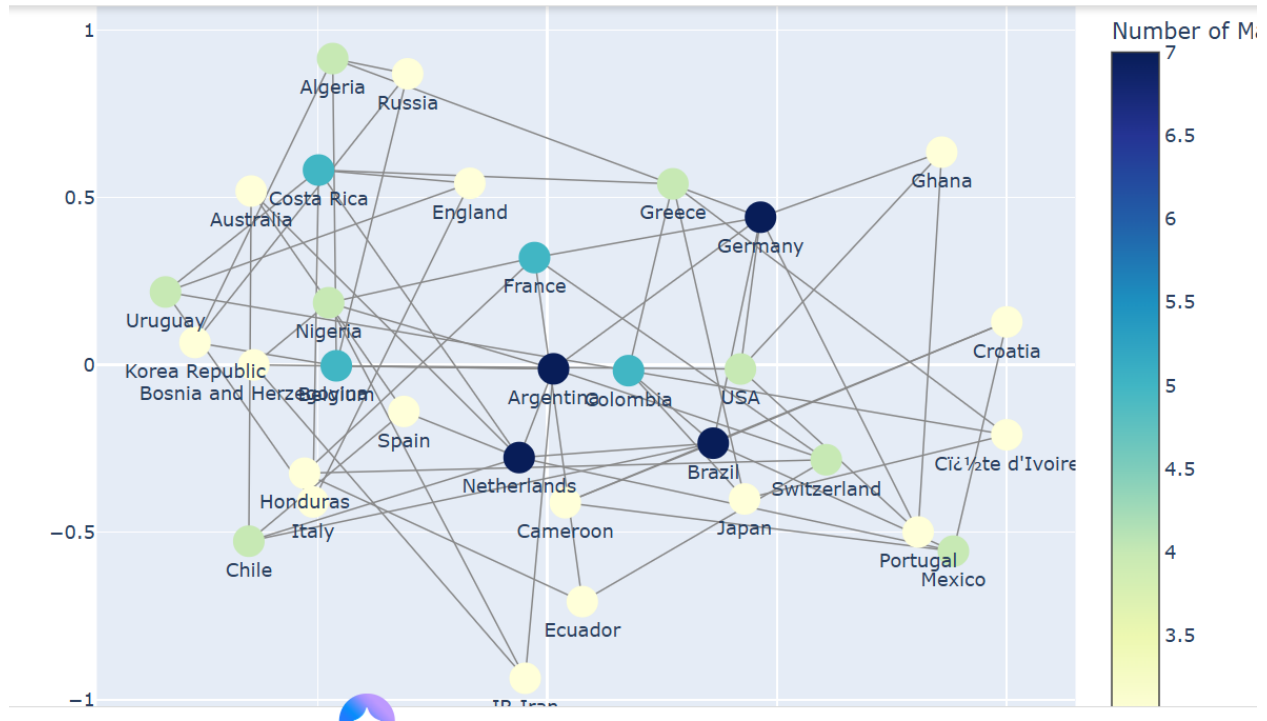 Number of Ma
1
0.5
0
−0.5
−1
7
6.5
6
5.5
5
4.5
4
3.5
Algeria
Russia
Costa Rica
Australia
England
Greece
Ghana
Germany
France
Uruguay
Nigeria
Croatia
Korea Republic
Bosnia and Herzegovina
Belgium
Argentina
Colombia
USA
Spain
Netherlands
Brazil
Switzerland
Cï¿½te d'Ivoire
Honduras
Italy
Cameroon
Japan
Portugal
Chile
Mexico
Ecuador
IR Iran